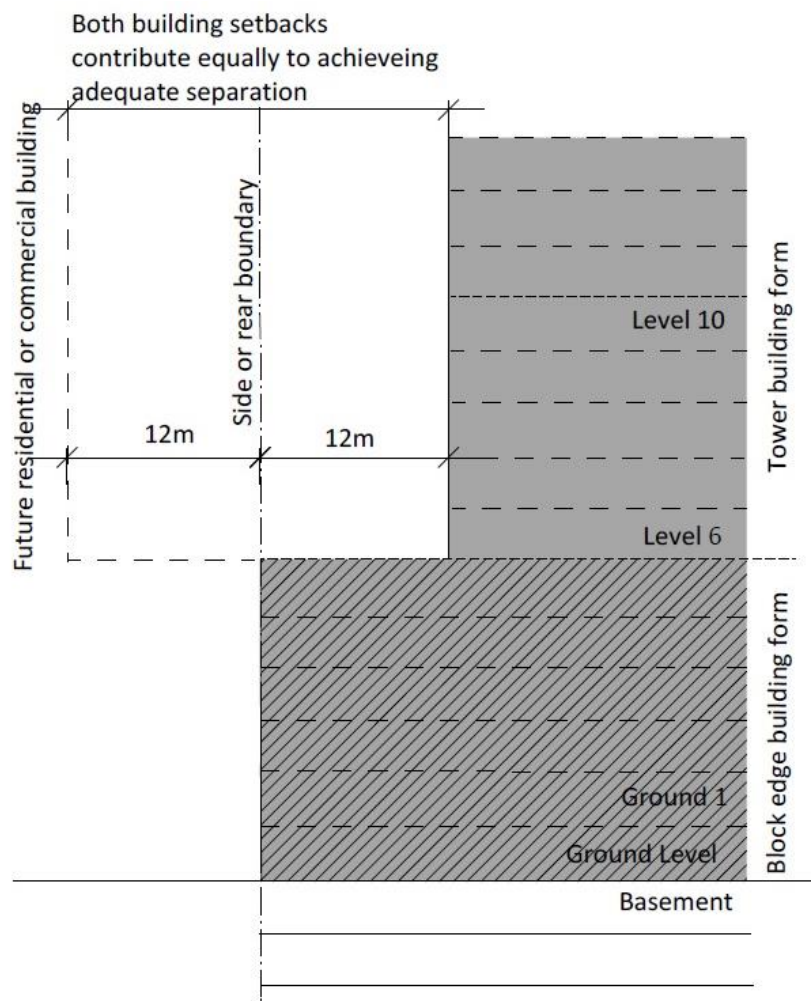 Both building setbacks
contribute equally to achieveing
adequate separation
Future residential or commercial building
Side or rear boundary
12m
12m
Level 10
Tower building form
Level 6
Block edge building form
Ground 1
Ground Level
Basement